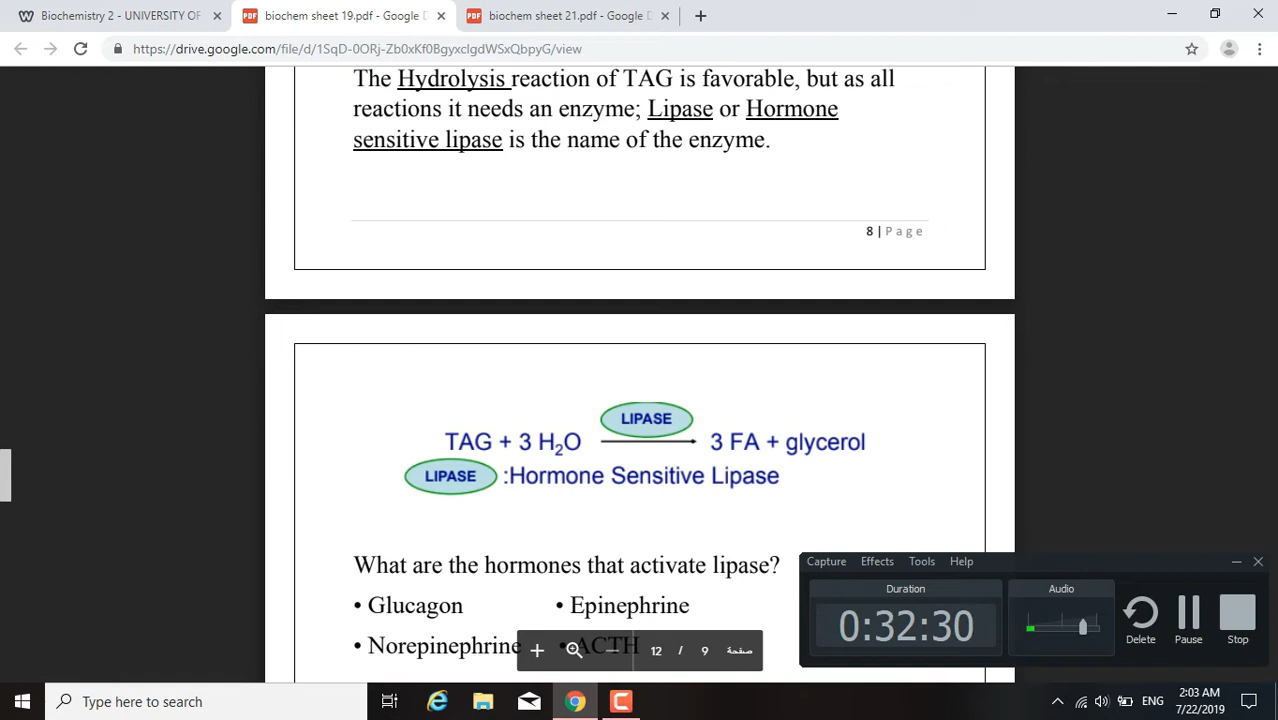 Biochemistry 2 - UNIVERSITY OF
biochem sheet 19.pdf - Google D
biochem sheet 21.pdf - Google D
https://drive.google.com/file/d/1SqD-0ORj-Zb0xKf0BgyxclgdWSxQbpyG/view
The Hydrolysis reaction of TAG is favorable, but as all
reactions it needs an enzyme; Lipase or Hormone
sensitive lipase is the name of the enzyme.
8 | Page
LIPASE
TAG + 3 H₂O 3 FA + glycerol
LIPASE :Hormone Sensitive Lipase
What are the hormones that activate lipase?
• Glucagon • Epinephrine
• Norepinephrine • ACTH
12 / 9 صفحة
Capture Effects Tools Help
Duration Audio
0:32:30
Delete Pause Stop
Type here to search
ENG
2:03 AM
7/22/2019